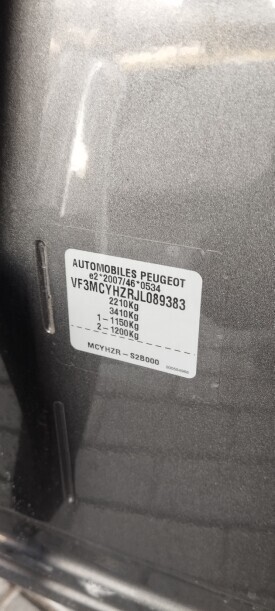 AUTOMOBILES PEUGEOT
e2*2007/46*0534
VF3MCYHZRJL089383
2210Kg
3410Kg
1-1150Kg
2-1200Kg
MCYHZR-S2B000